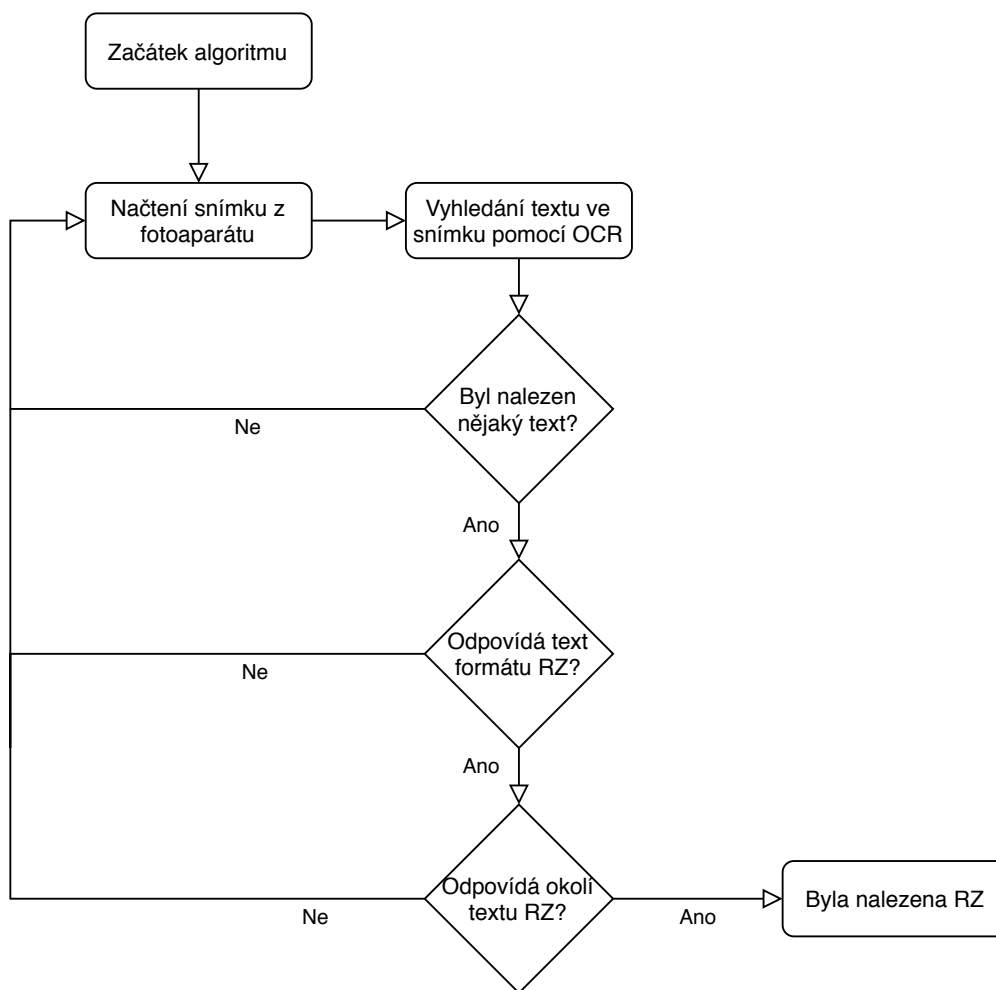 Začátek algoritmu
Načtení snímku z
fotoaparátu
Vyhledání textu ve
snímku pomocí OCR
Byl nalezen
nějaký text?
Ne
Ano
Odpovídá text
formátu RZ?
Ne
Ano
Odpovídá okolí
textu RZ?
Ne
Ano
Byla nalezena RZ